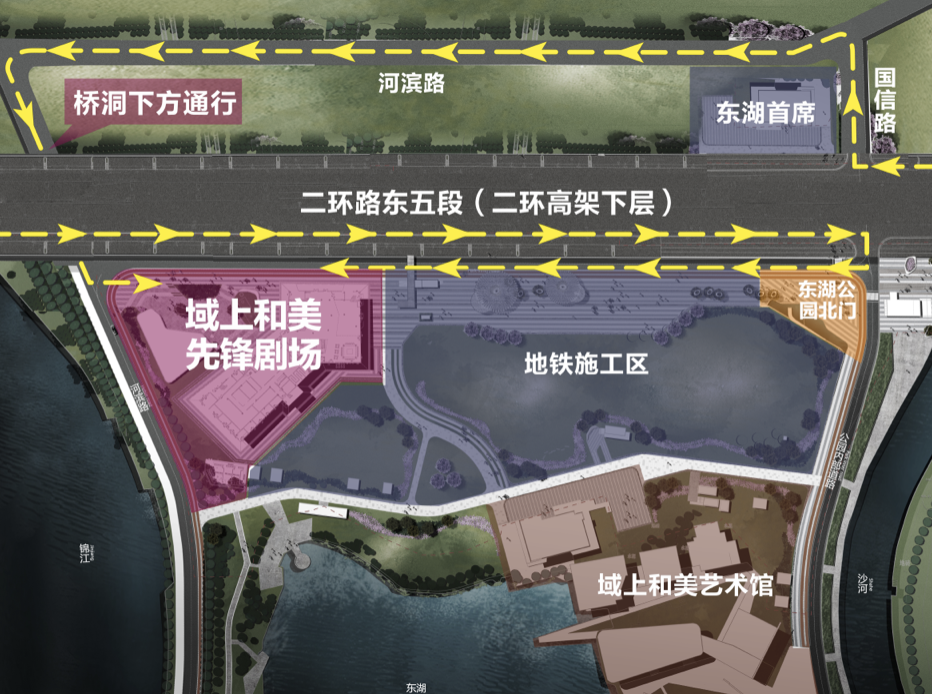 河滨路
国信路
桥洞下方通行
东湖首席
二环路东五段（二环高架下层）
域上和美
先锋剧场
东湖公
园北门
地铁施工区
河滨路
公园内部道路
锦江
域上和美艺术馆
沙河
东湖